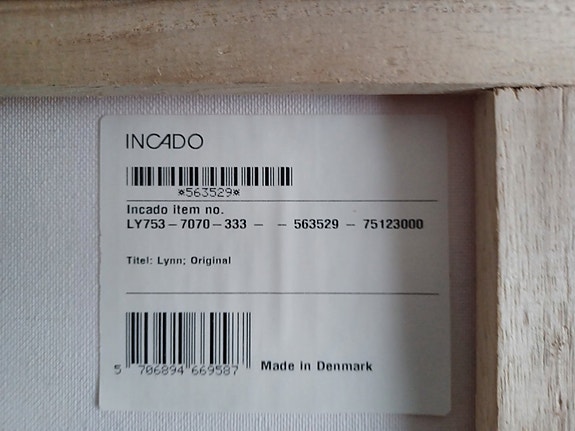 INCADO
*563529*
Incado item no.
LY753-7070-333 - - 563529 - 75123000
Titel: Lynn; Original
5 706894 669587
Made in Denmark